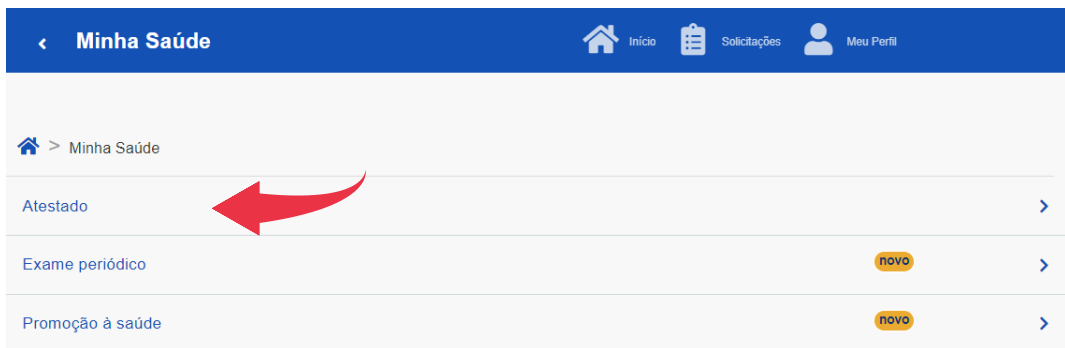 Minha Saúde
Início
Solicitações
Meu Perfil
> Minha Saúde
Atestado
Exame periódico
novo
Promoção à saúde
novo